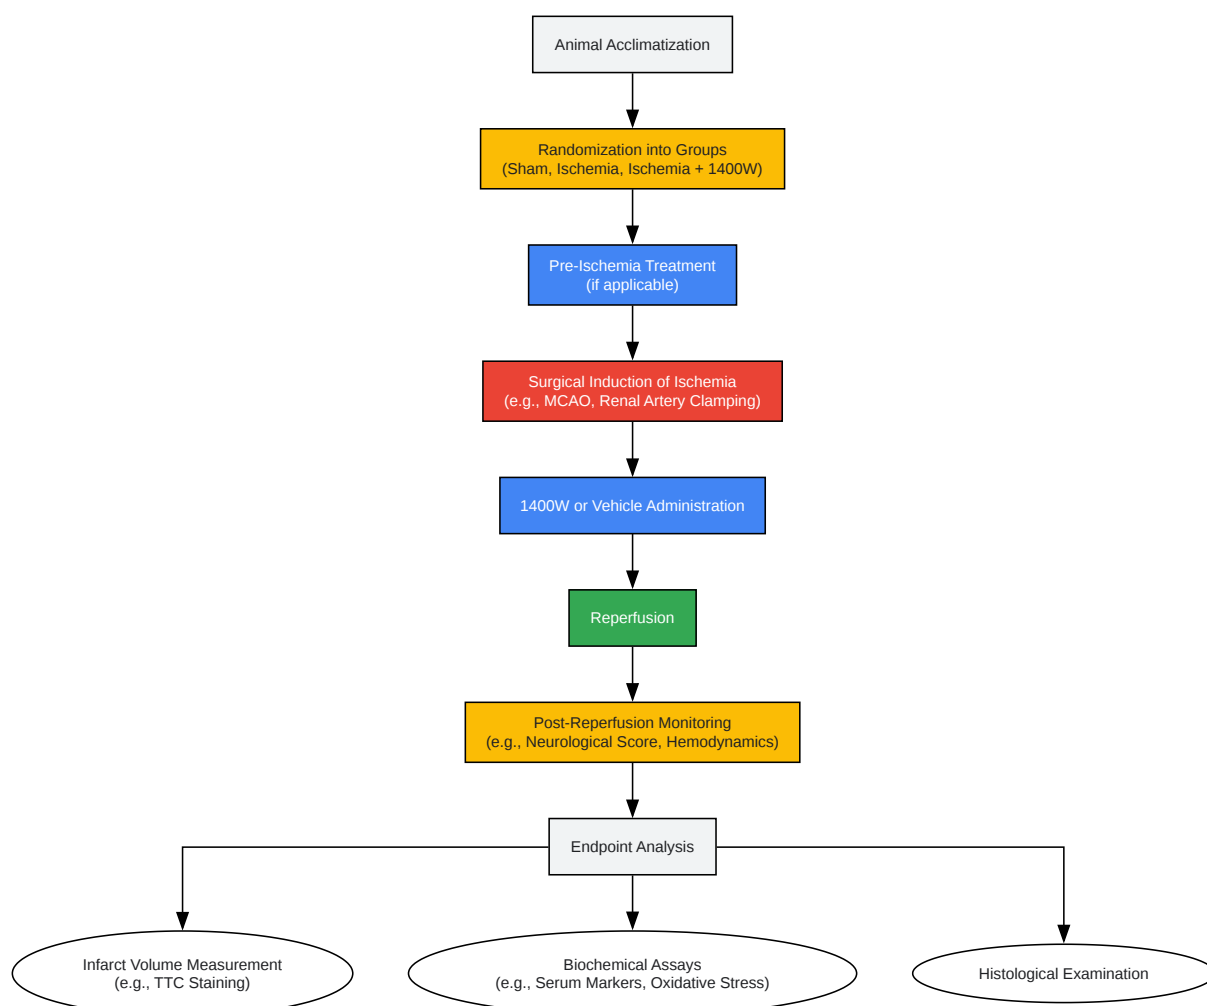 Animal Acclimatization
Randomization into Groups
(Sham, Ischemia, Ischemia + 1400W)
Pre-Ischemia Treatment
(if applicable)
Surgical Induction of Ischemia
(e.g., MCAO, Renal Artery Clamping)
1400W or Vehicle Administration
Reperfusion
Post-Reperfusion Monitoring
(e.g., Neurological Score, Hemodynamics)
Endpoint Analysis
Infarct Volume Measurement
(e.g., TTC Staining)
Biochemical Assays
(e.g., Serum Markers, Oxidative Stress)
Histological Examination